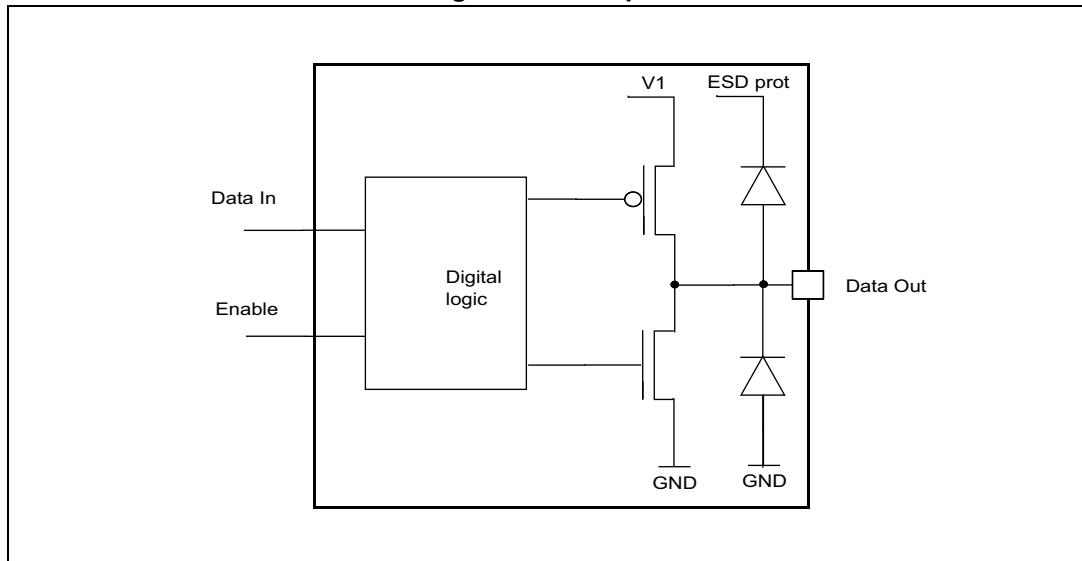 V1
ESD prot
Data In
Digital
logic
Enable
Data Out
GND
GND